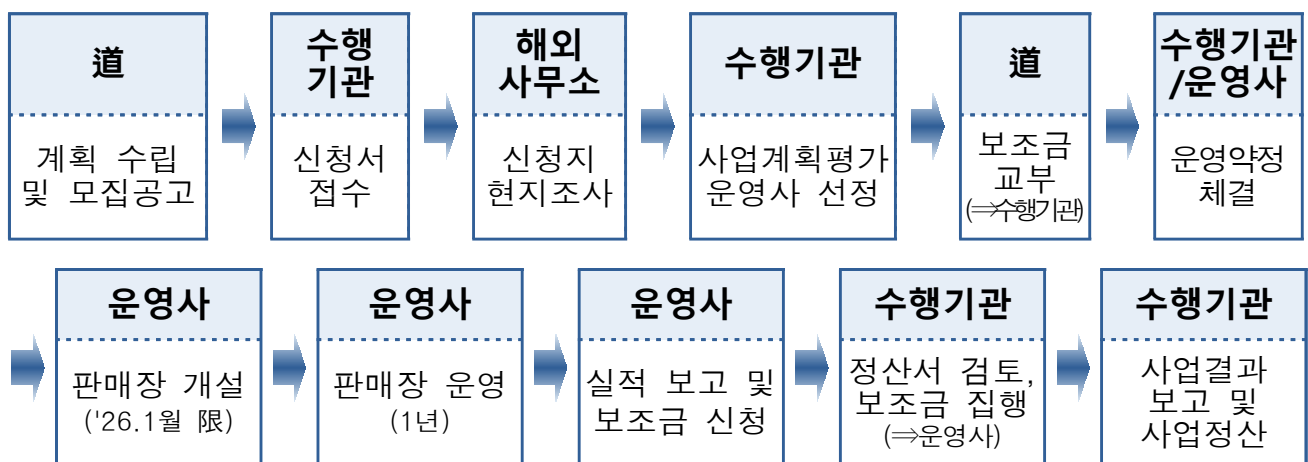 道
계획 수립
및 모집공고
수행
기관
신청서
접수
해외
사무소
신청지
현지조사
수행기관
사업계획평가
운영사 선정
道
보조금
교부
(⇒수행기관)
수행기관
/운영사
운영약정
체결
운영사
판매장 개설
('26.1월 限)
운영사
판매장 운영
(1년)
운영사
실적 보고 및
보조금 신청
수행기관
정산서 검토,
보조금 집행
(⇒운영사)
수행기관
사업결과
보고 및
사업정산